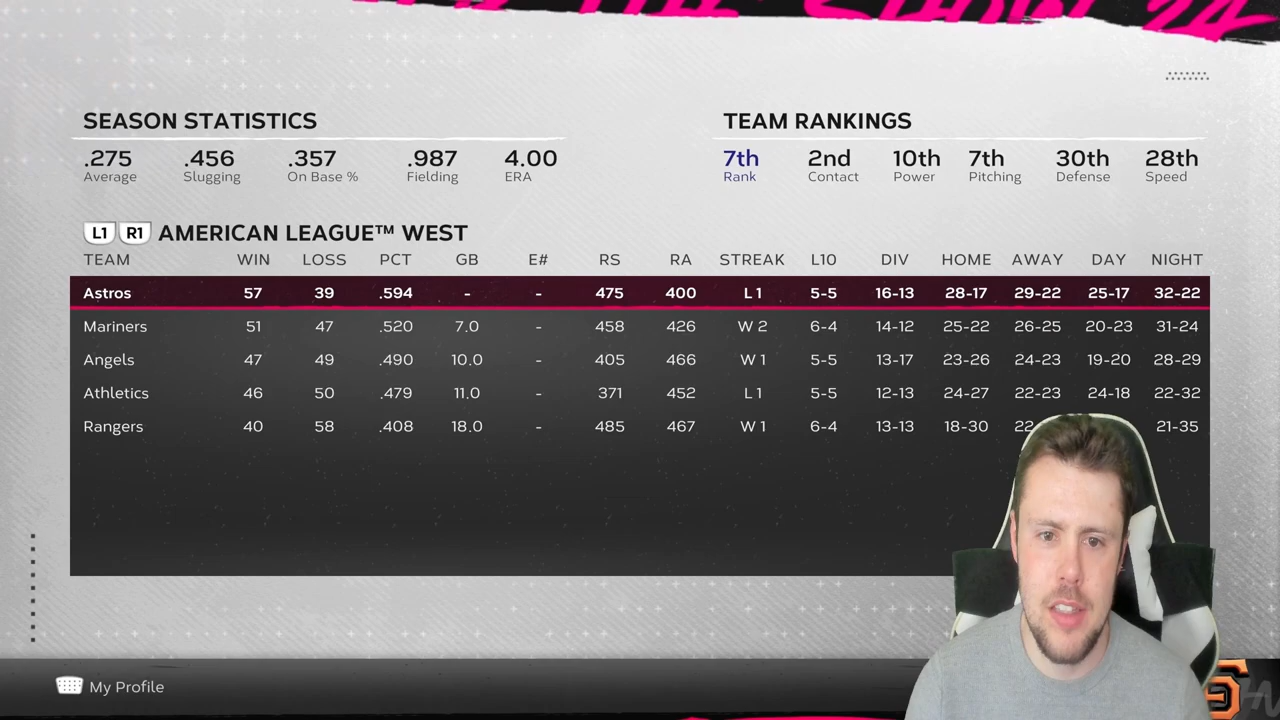 THE SHOW 24
SEASON STATISTICS
TEAM RANKINGS
.275 .456 .357 .987 4.00
7th 2nd 10th 7th 30th 28th
Average Slugging On Base % Fielding ERA
Rank Contact Power Pitching Defense Speed
L1 R1 AMERICAN LEAGUE™ WEST
TEAM WIN LOSS PCT GB E# RS RA STREAK L10 DIV HOME AWAY DAY NIGHT
Astros 57 39 .594 - - 475 400 L 1 5-5 16-13 28-17 29-22 25-17 32-22
Mariners 51 47 .520 7.0 - 458 426 W 2 6-4 14-12 25-22 26-25 20-23 31-24
Angels 47 49 .490 10.0 - 405 466 W 1 5-5 13-17 23-26 24-23 19-20 28-29
Athletics 46 50 .479 11.0 - 371 452 L 1 5-5 12-13 24-27 22-23 24-18 22-32
Rangers 40 58 .408 18.0 - 485 467 W 1 6-4 13-13 18-30 22 21-35
My Profile
SF